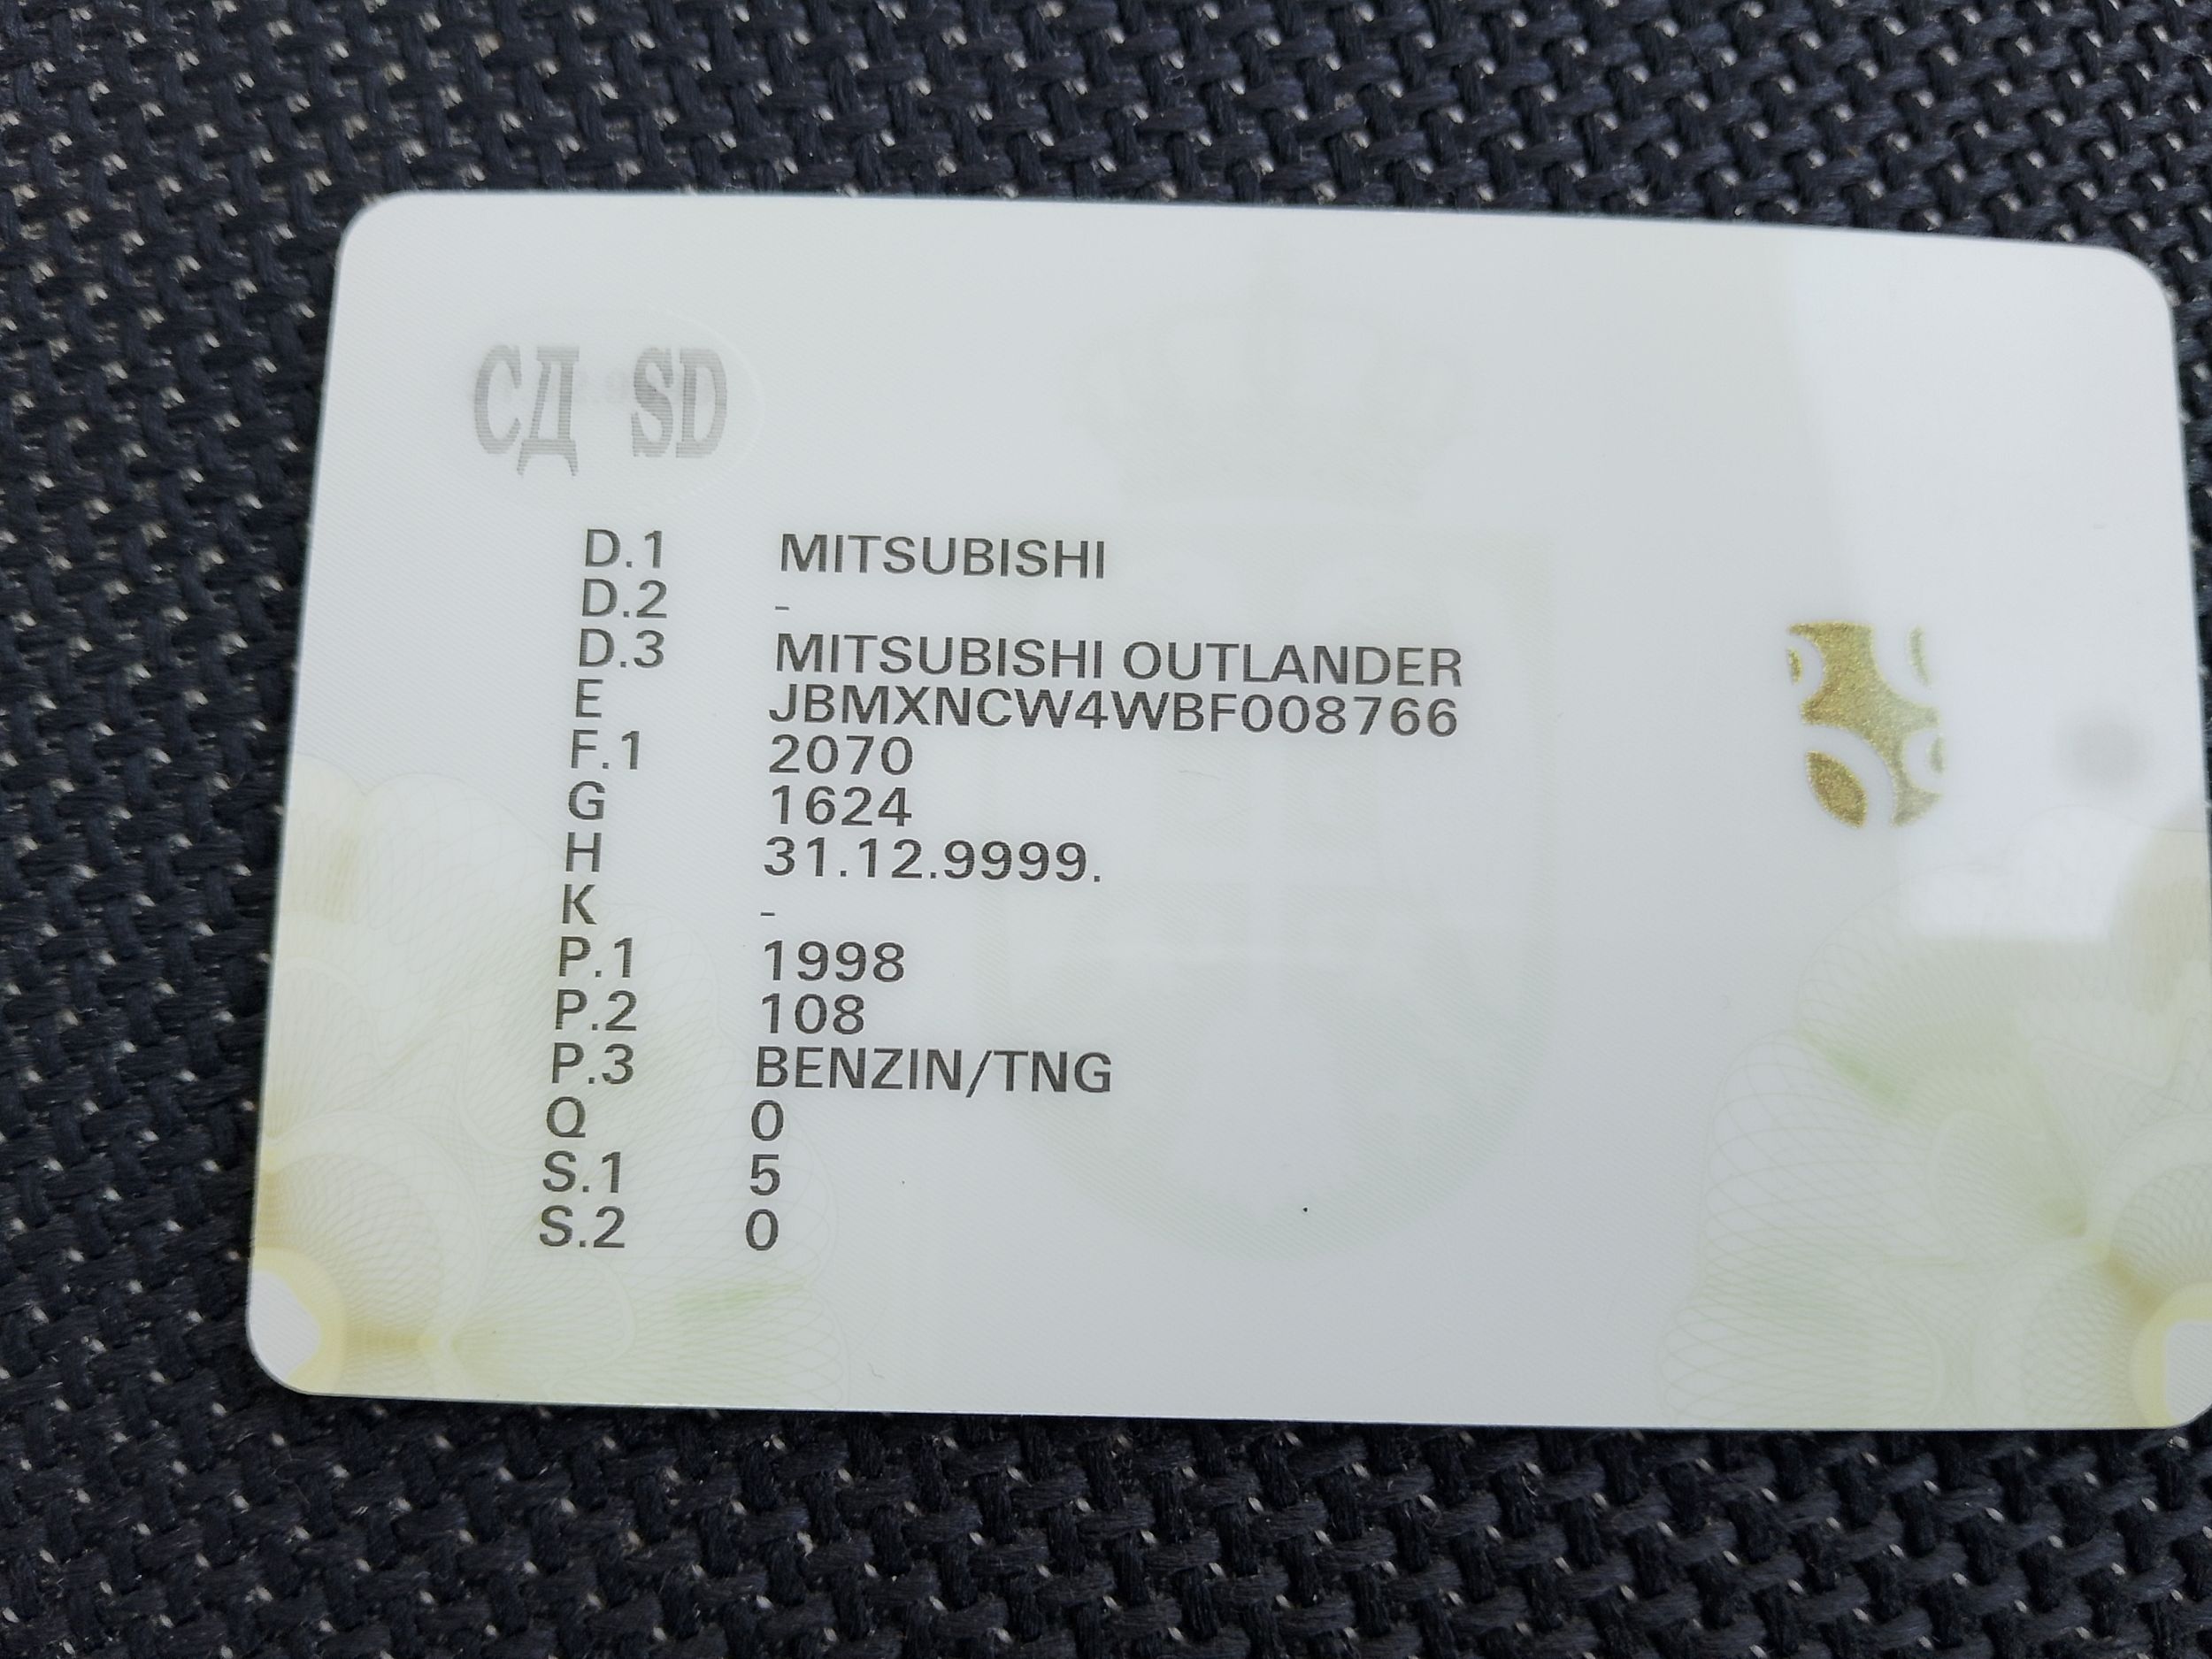 СД SD
D.1 MITSUBISHI
D.2 -
D.3 MITSUBISHI OUTLANDER
E JBMXNCW4WBF008766
F.1 2070
G 1624
H 31.12.9999.
K -
P.1 1998
P.2 108
P.3 BENZIN/TNG
Q 0
S.1 5
S.2 0